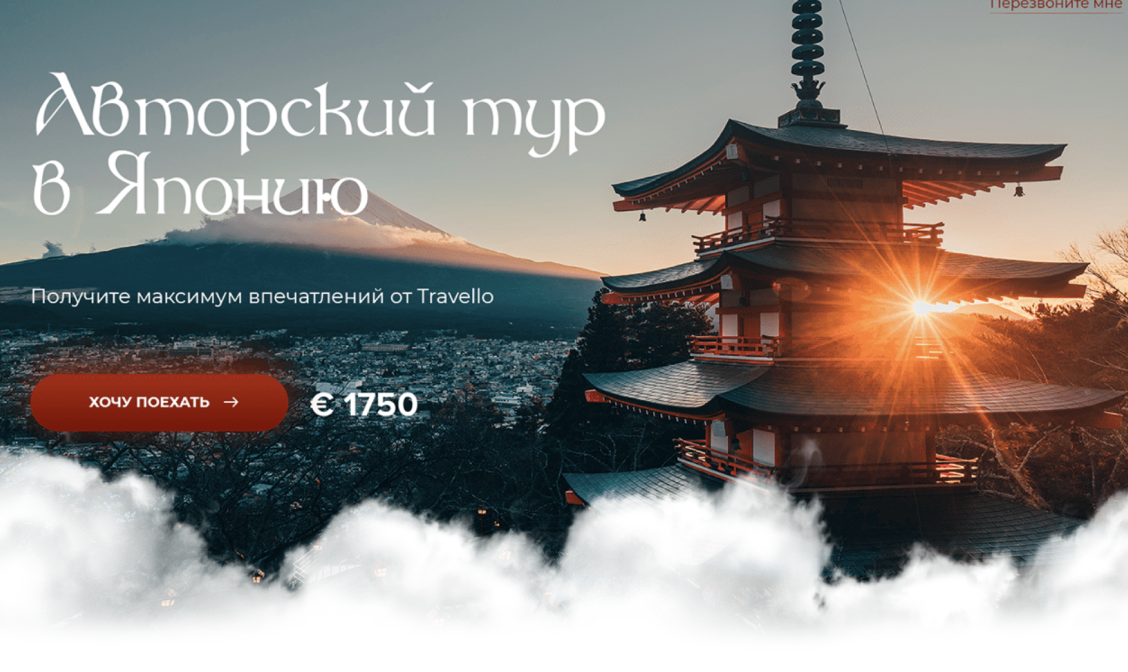 Перезвоните мне
Авторский тур
в Японию
Получите максимум впечатлений от Travello
ХОЧУ ПОЕХАТЬ →
€ 1750